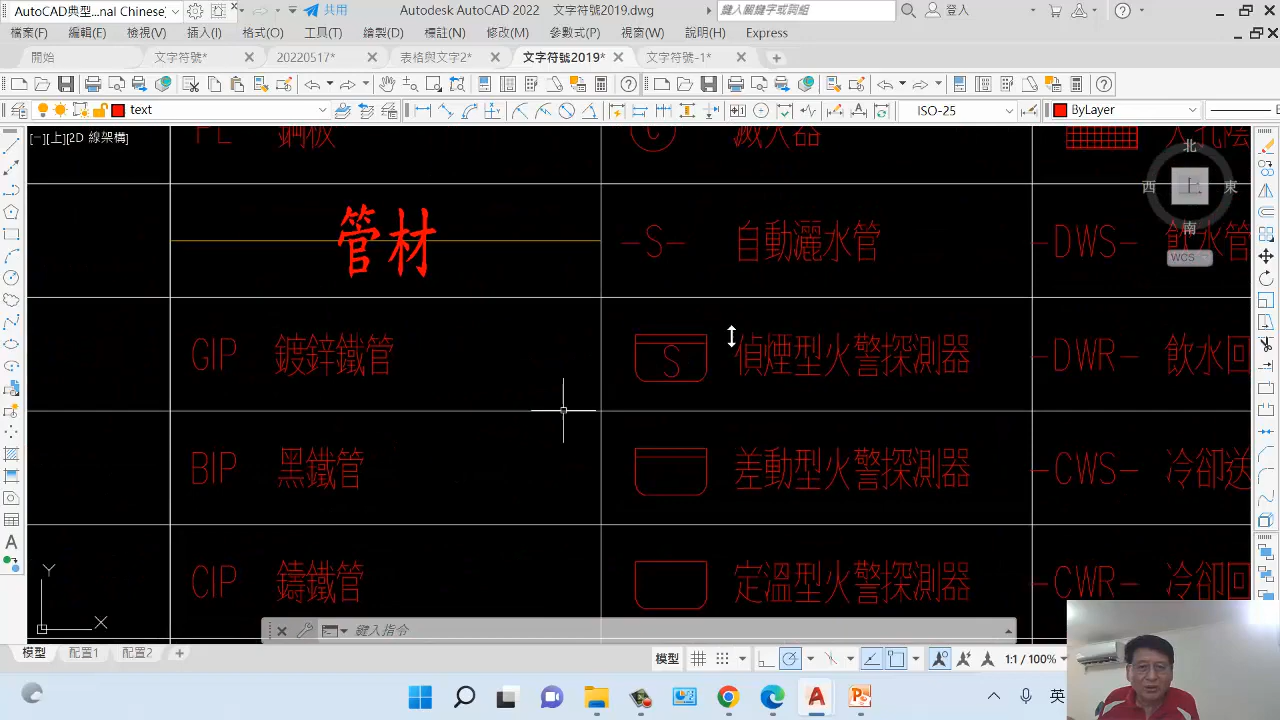 AutoCAD典型...nal Chinese
共用
Autodesk AutoCAD 2022 文字符號2019.dwg
鍵入關鍵字或詞組
登入
檔案(F) 編輯(E) 檢視(V) 插入(I) 格式(O) 工具(T) 繪製(D) 標註(N) 修改(M) 參數式(P) 視窗(W) 說明(H) Express
開始 文字符號* 20220517* 表格與文字2* 文字符號2019* 文字符號-1*
text ISO-25 ByLayer
[-][上][2D 線架構]
北
西 上 東
南
WCS
PL 鋼板 C 滅火器
管材 -S- 自動灑水管 -DWS- 飲水管
GIP 鍍鋅鐵管 S 偵煙型火警探測器 -DWR- 飲水回
BIP 黑鐵管 差動型火警探測器 -CWS- 冷卻送
CIP 鑄鐵管 定溫型火警探測器 -CWR- 冷卻回
Y
X
鍵入指令
模型 配置1 配置2
模型 1:1 / 100%
英